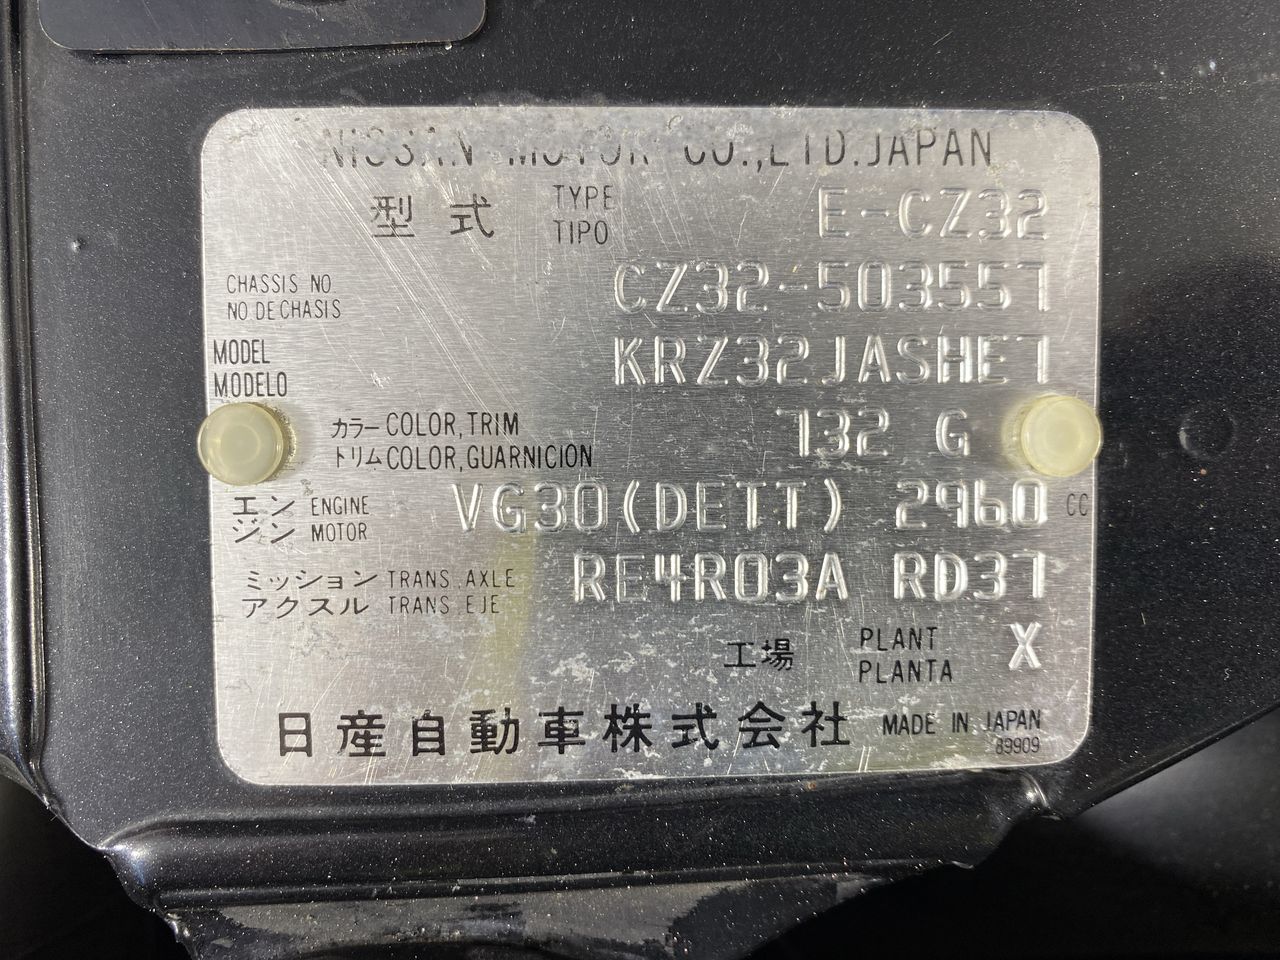 NISSAN MOTOR CO.,LTD.JAPAN
型式 TYPE TIPO E-CZ32
CHASSIS NO. NO.DE CHASIS CZ32-503557
MODEL MODELO KRZ32JASHE7
カラー COLOR,TRIM トリム COLOR,GUARNICION 732 G
エンジン ENGINE MOTOR VG30(DETT) 2960 CC
ミッション TRANS.AXLE アクスル TRANS.EJE RE4R03A RD37
工場 PLANT PLANTA X
日産自動車株式会社 MADE IN JAPAN
89909